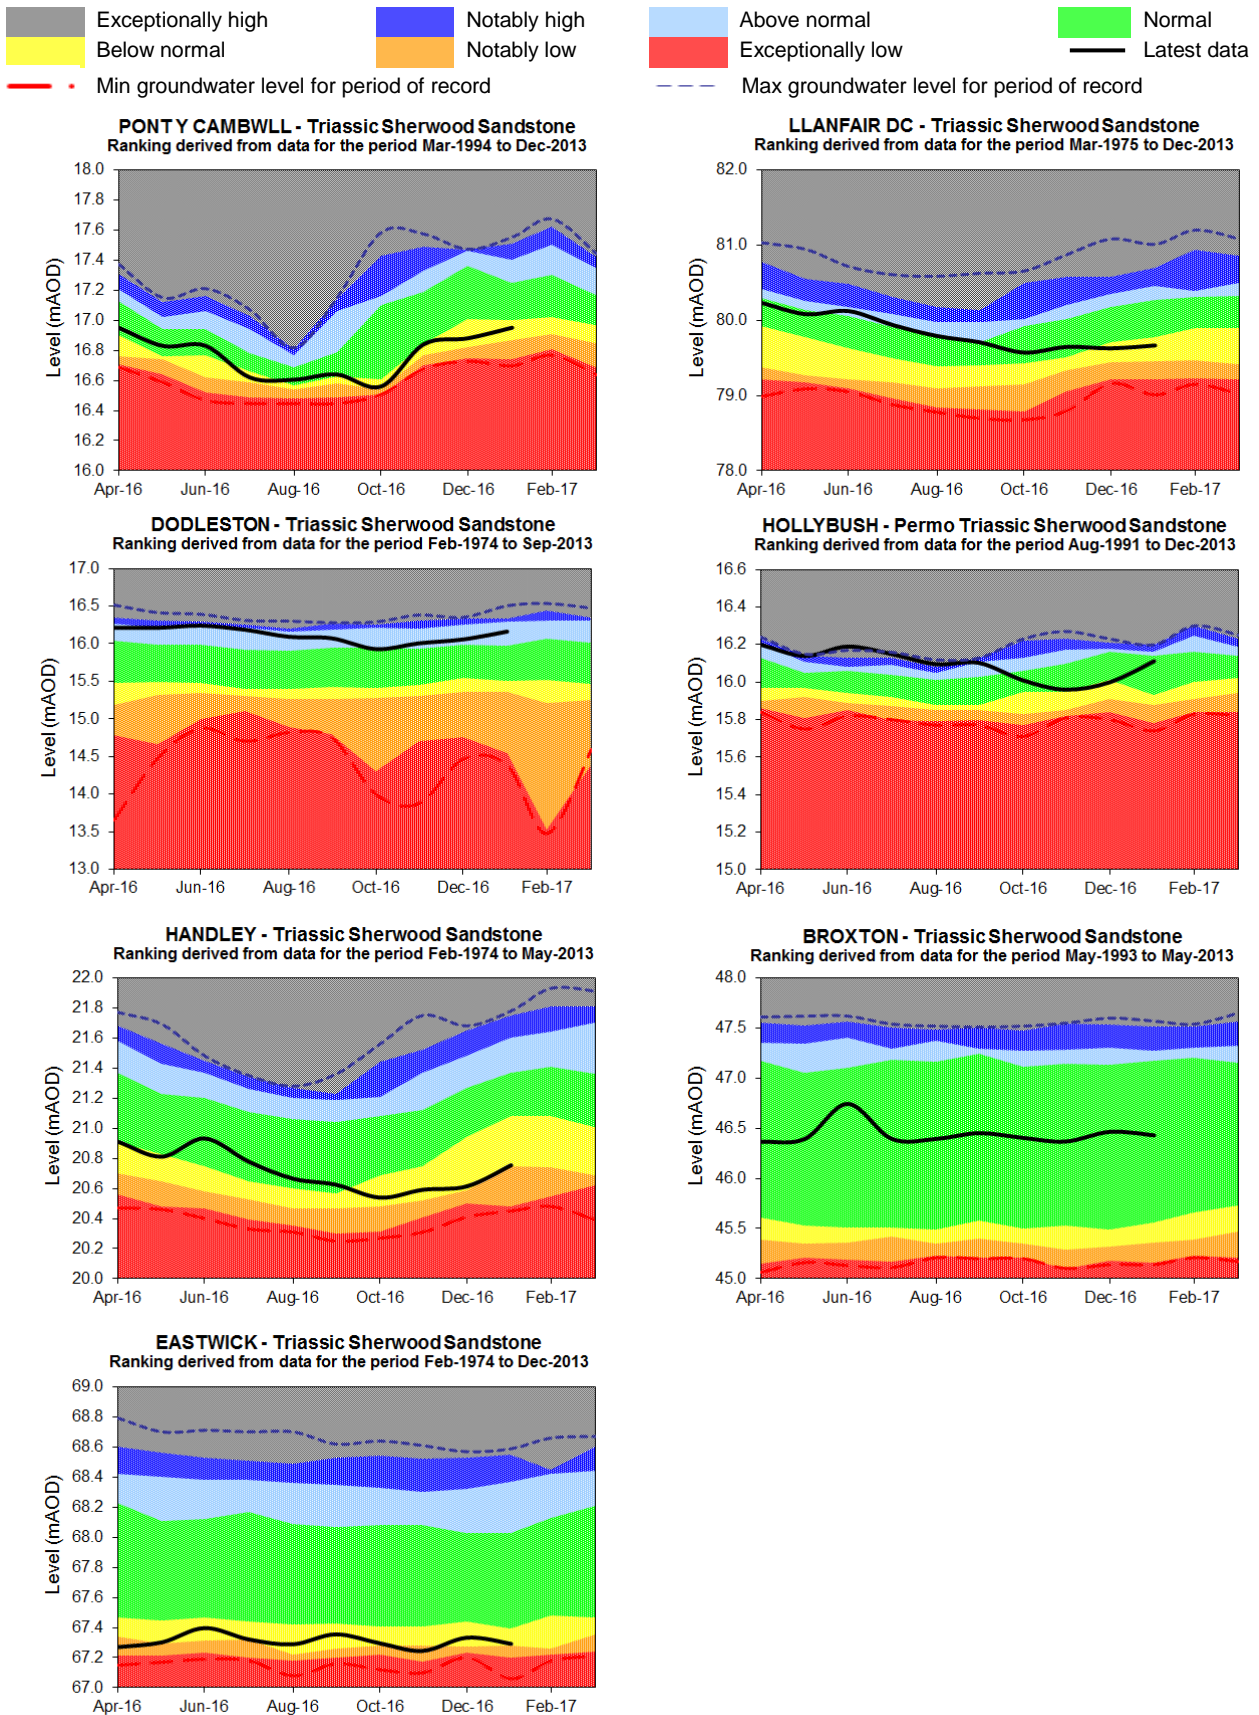 Exceptionally high
Notably high
Above normal
Normal
Below normal
Notably low
Exceptionally low
Latest data
Min groundwater level for period of record
Max groundwater level for period of record
PONT Y CAMBWLL - Triassic Sherwood Sandstone
Ranking derived from data for the period Mar-1994 to Dec-2013
Level (mAOD)
18.0
17.8
17.6
17.4
17.2
17.0
16.8
16.6
16.4
16.2
16.0
Apr-16 Jun-16 Aug-16 Oct-16 Dec-16 Feb-17
LLANFAIR DC - Triassic Sherwood Sandstone
Ranking derived from data for the period Mar-1975 to Dec-2013
Level (mAOD)
82.0
81.0
80.0
79.0
78.0
Apr-16 Jun-16 Aug-16 Oct-16 Dec-16 Feb-17
DODLESTON - Triassic Sherwood Sandstone
Ranking derived from data for the period Feb-1974 to Sep-2013
Level (mAOD)
17.0
16.5
16.0
15.5
15.0
14.5
14.0
13.5
13.0
Apr-16 Jun-16 Aug-16 Oct-16 Dec-16 Feb-17
HOLLYBUSH - Permo Triassic Sherwood Sandstone
Ranking derived from data for the period Aug-1991 to Dec-2013
Level (mAOD)
16.6
16.4
16.2
16.0
15.8
15.6
15.4
15.2
15.0
Apr-16 Jun-16 Aug-16 Oct-16 Dec-16 Feb-17
HANDLEY - Triassic Sherwood Sandstone
Ranking derived from data for the period Feb-1974 to May-2013
Level (mAOD)
22.0
21.8
21.6
21.4
21.2
21.0
20.8
20.6
20.4
20.2
20.0
Apr-16 Jun-16 Aug-16 Oct-16 Dec-16 Feb-17
BROXTON - Triassic Sherwood Sandstone
Ranking derived from data for the period May-1993 to May-2013
Level (mAOD)
48.0
47.5
47.0
46.5
46.0
45.5
45.0
Apr-16 Jun-16 Aug-16 Oct-16 Dec-16 Feb-17
EASTWICK - Triassic Sherwood Sandstone
Ranking derived from data for the period Feb-1974 to Dec-2013
Level (mAOD)
69.0
68.8
68.6
68.4
68.2
68.0
67.8
67.6
67.4
67.2
67.0
Apr-16 Jun-16 Aug-16 Oct-16 Dec-16 Feb-17